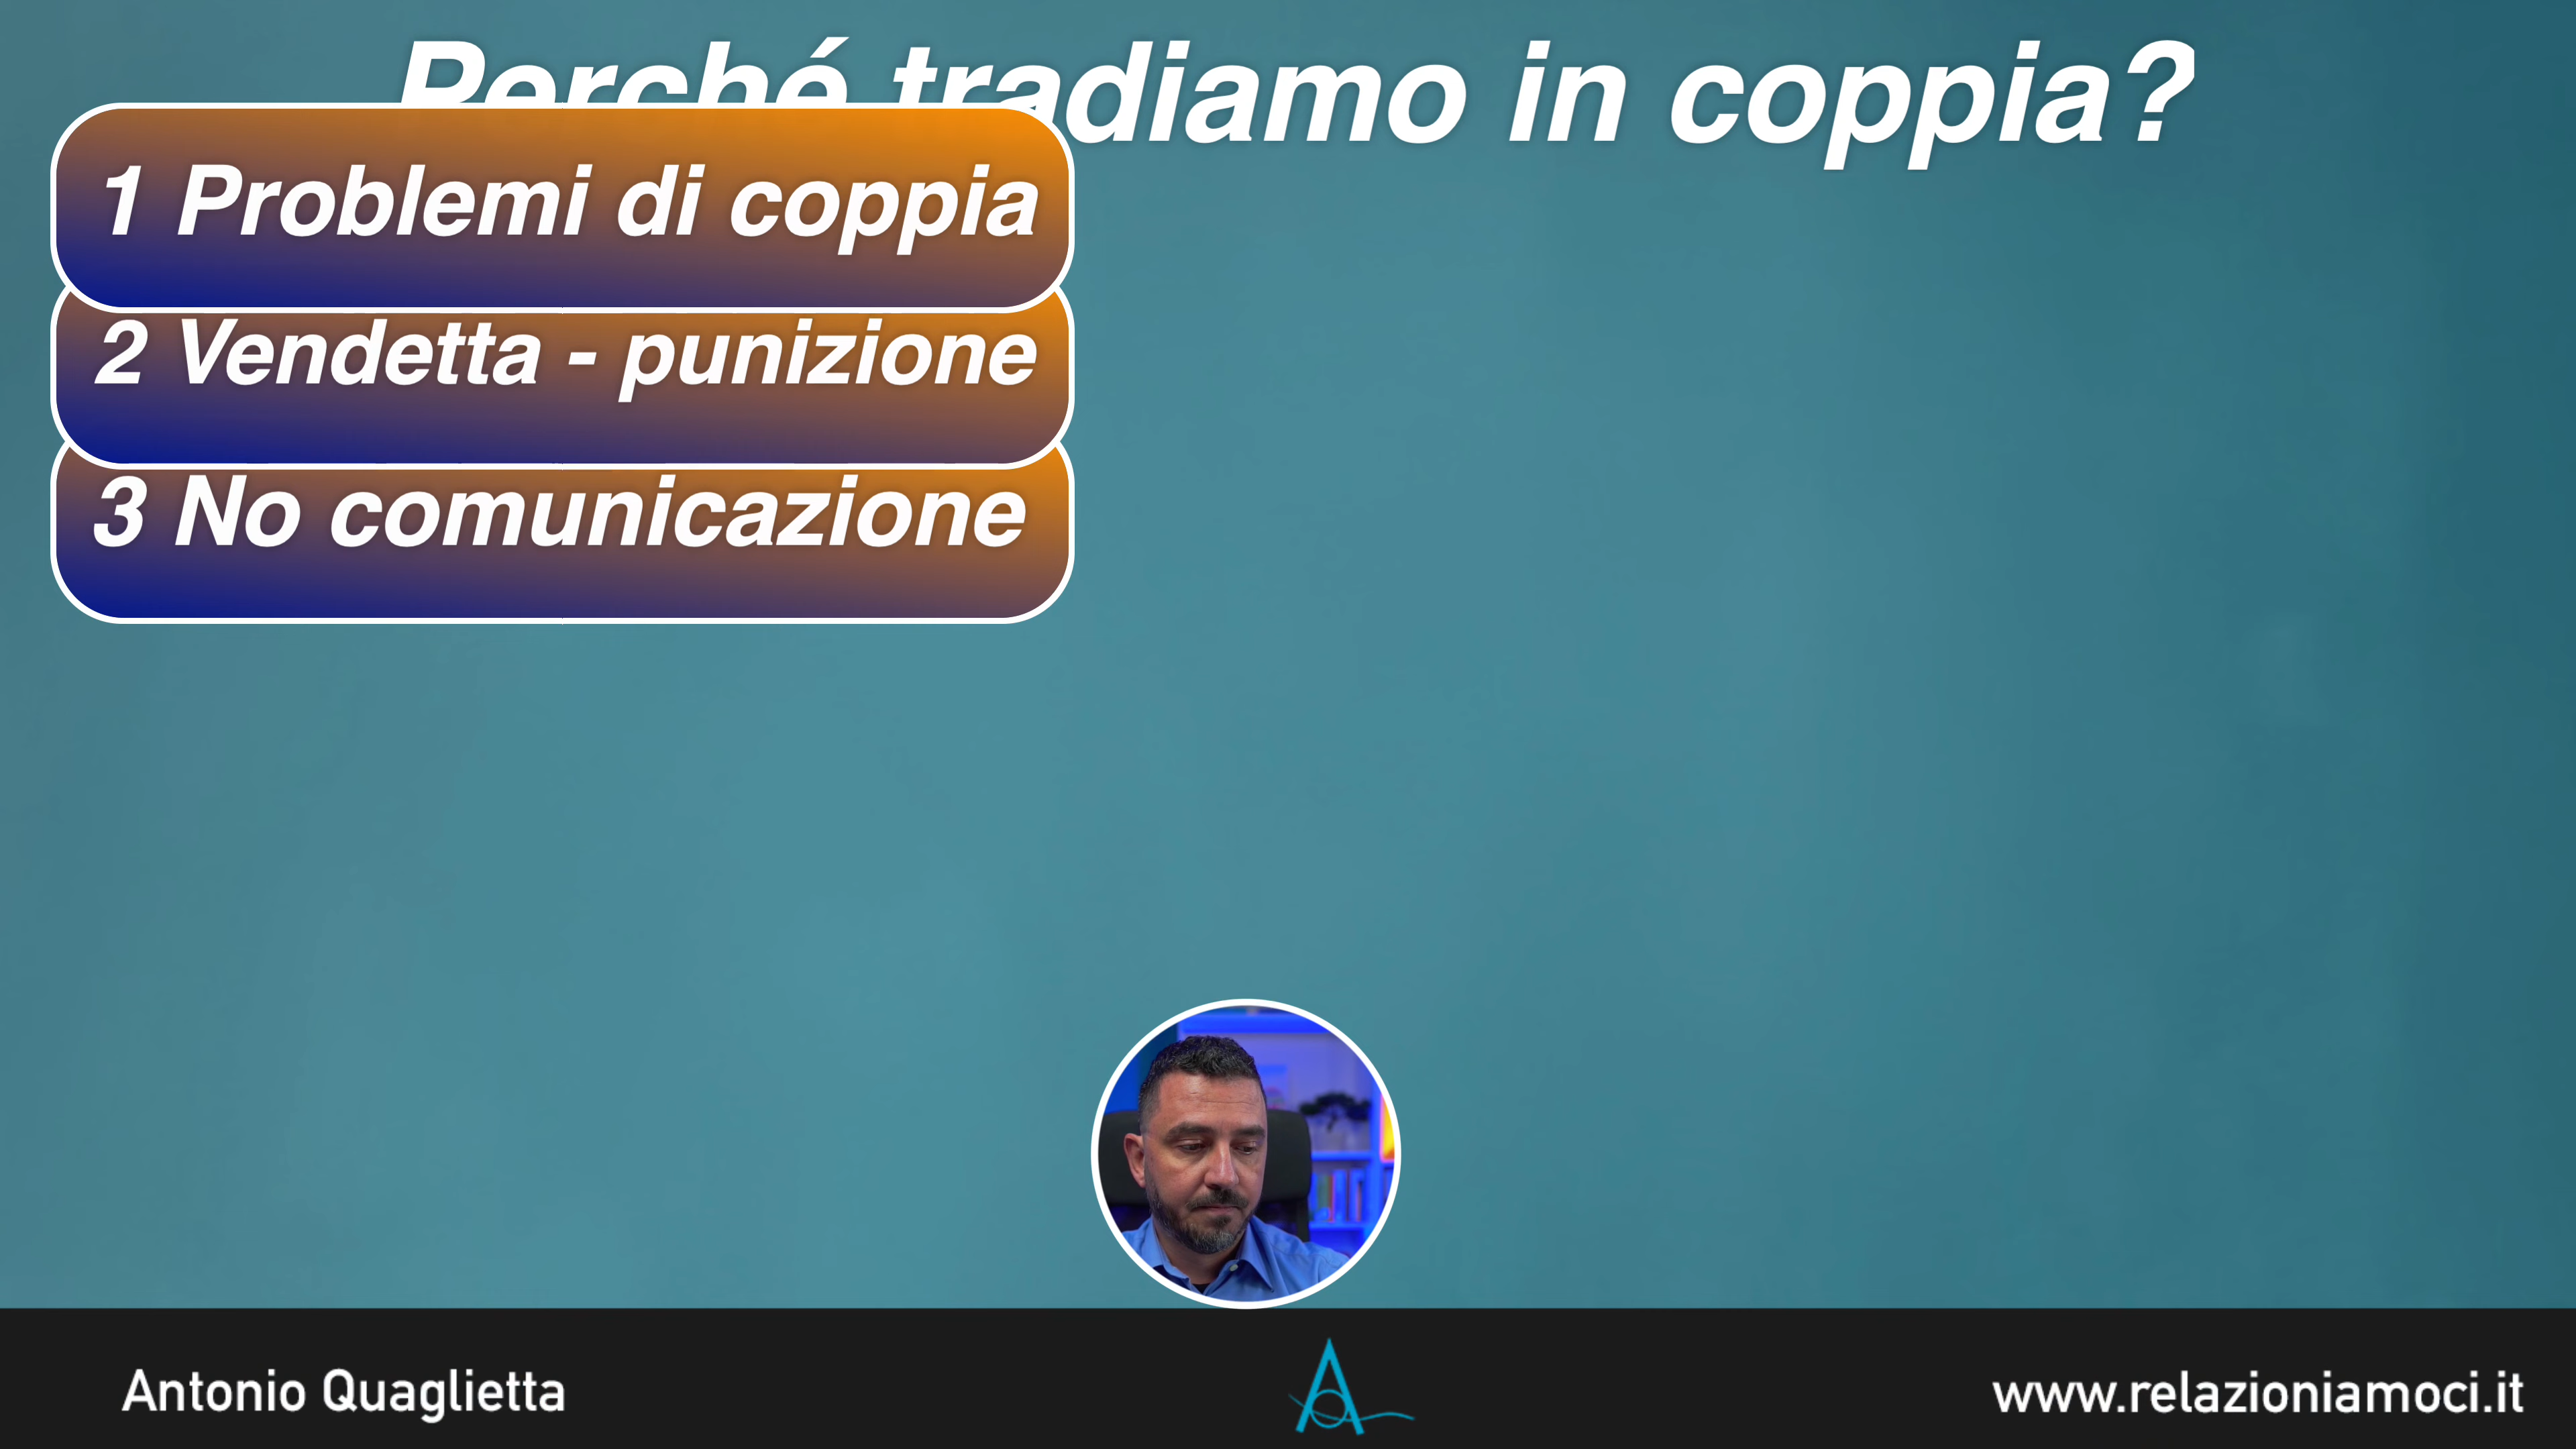 Perché tradiamo in coppia?
1 Problemi di coppia
2 Vendetta - punizione
3 No comunicazione
Antonio Quaglietta
www.relazioniamoci.it